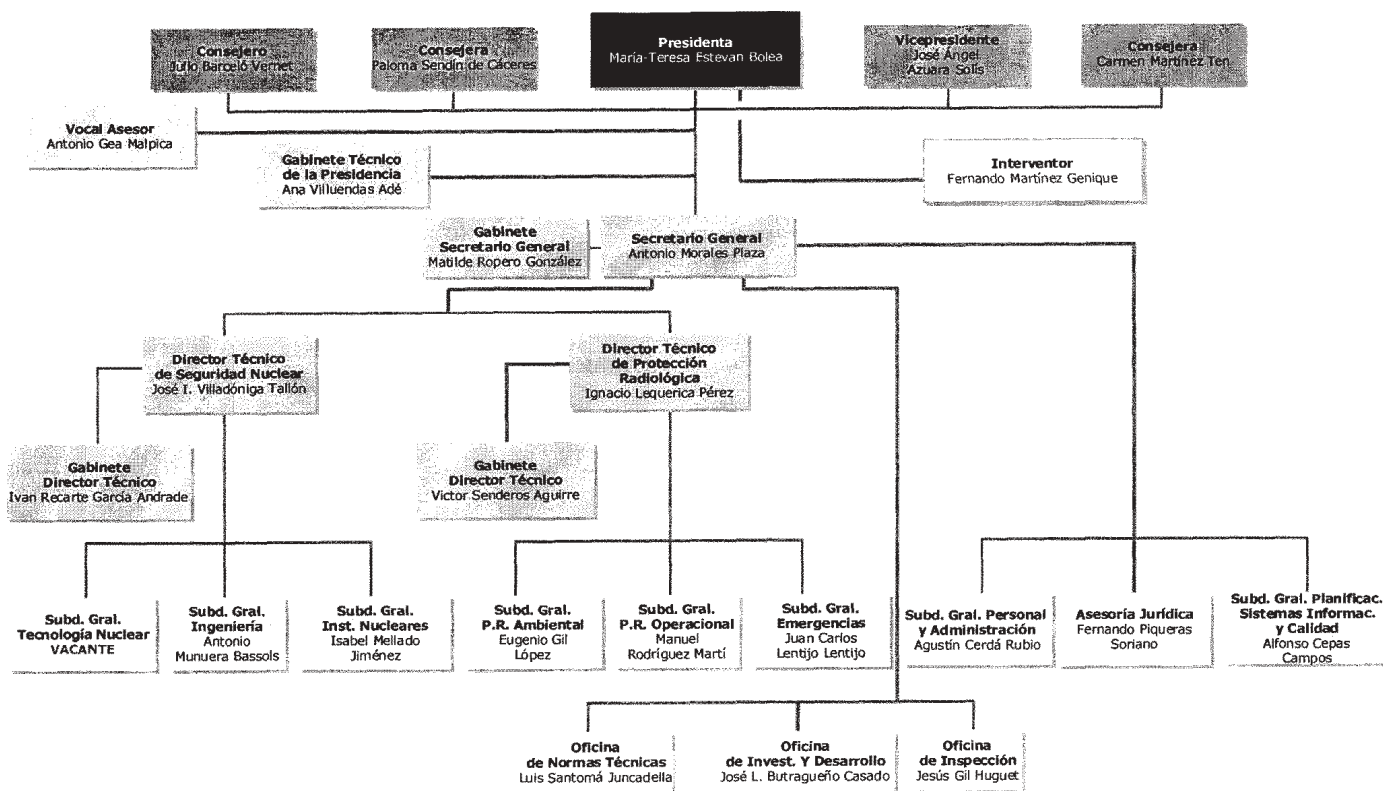 Consejero
Julio Barceló Vernet
Consejera
Paloma Sendín de Cáceres
Presidenta
María-Teresa Estevan Bolea
Vicepresidente
José Ángel
Azuara Solís
Consejera
Carmen Martínez Ten
Vocal Asesor
Antonio Gea Malpica
Gabinete Técnico
de la Presidencia
Ana Villuendas Adé
Interventor
Fernando Martínez Genique
Gabinete
Secretario General
Matilde Ropero González
Secretario General
Antonio Morales Plaza
Director Técnico
de Seguridad Nuclear
José I. Villadóniga Tallón
Director Técnico
de Protección
Radiológica
Ignacio Lequerica Pérez
Gabinete
Director Técnico
Ivan Recarte García Andrade
Gabinete
Director Técnico
Victor Senderos Aguirre
Subd. Gral.
Tecnología Nuclear
VACANTE
Subd. Gral.
Ingeniería
Antonio
Munuera Bassols
Subd. Gral.
Inst. Nucleares
Isabel Mellado
Jiménez
Subd. Gral.
P.R. Ambiental
Eugenio Gil
López
Subd. Gral.
P.R. Operacional
Manuel
Rodríguez Martí
Subd. Gral.
Emergencias
Juan Carlos
Lentijo Lentijo
Subd. Gral. Personal
y Administración
Agustín Cerdá Rubio
Asesoría Jurídica
Fernando Piqueras
Soriano
Subd. Gral. Planificac.
Sistemas Informac.
y Calidad
Alfonso Cepas
Campos
Oficina
de Normas Técnicas
Luis Santomá Juncadella
Oficina
de Invest. Y Desarrollo
José L. Butragueño Casado
Oficina
de Inspección
Jesús Gil Huguet